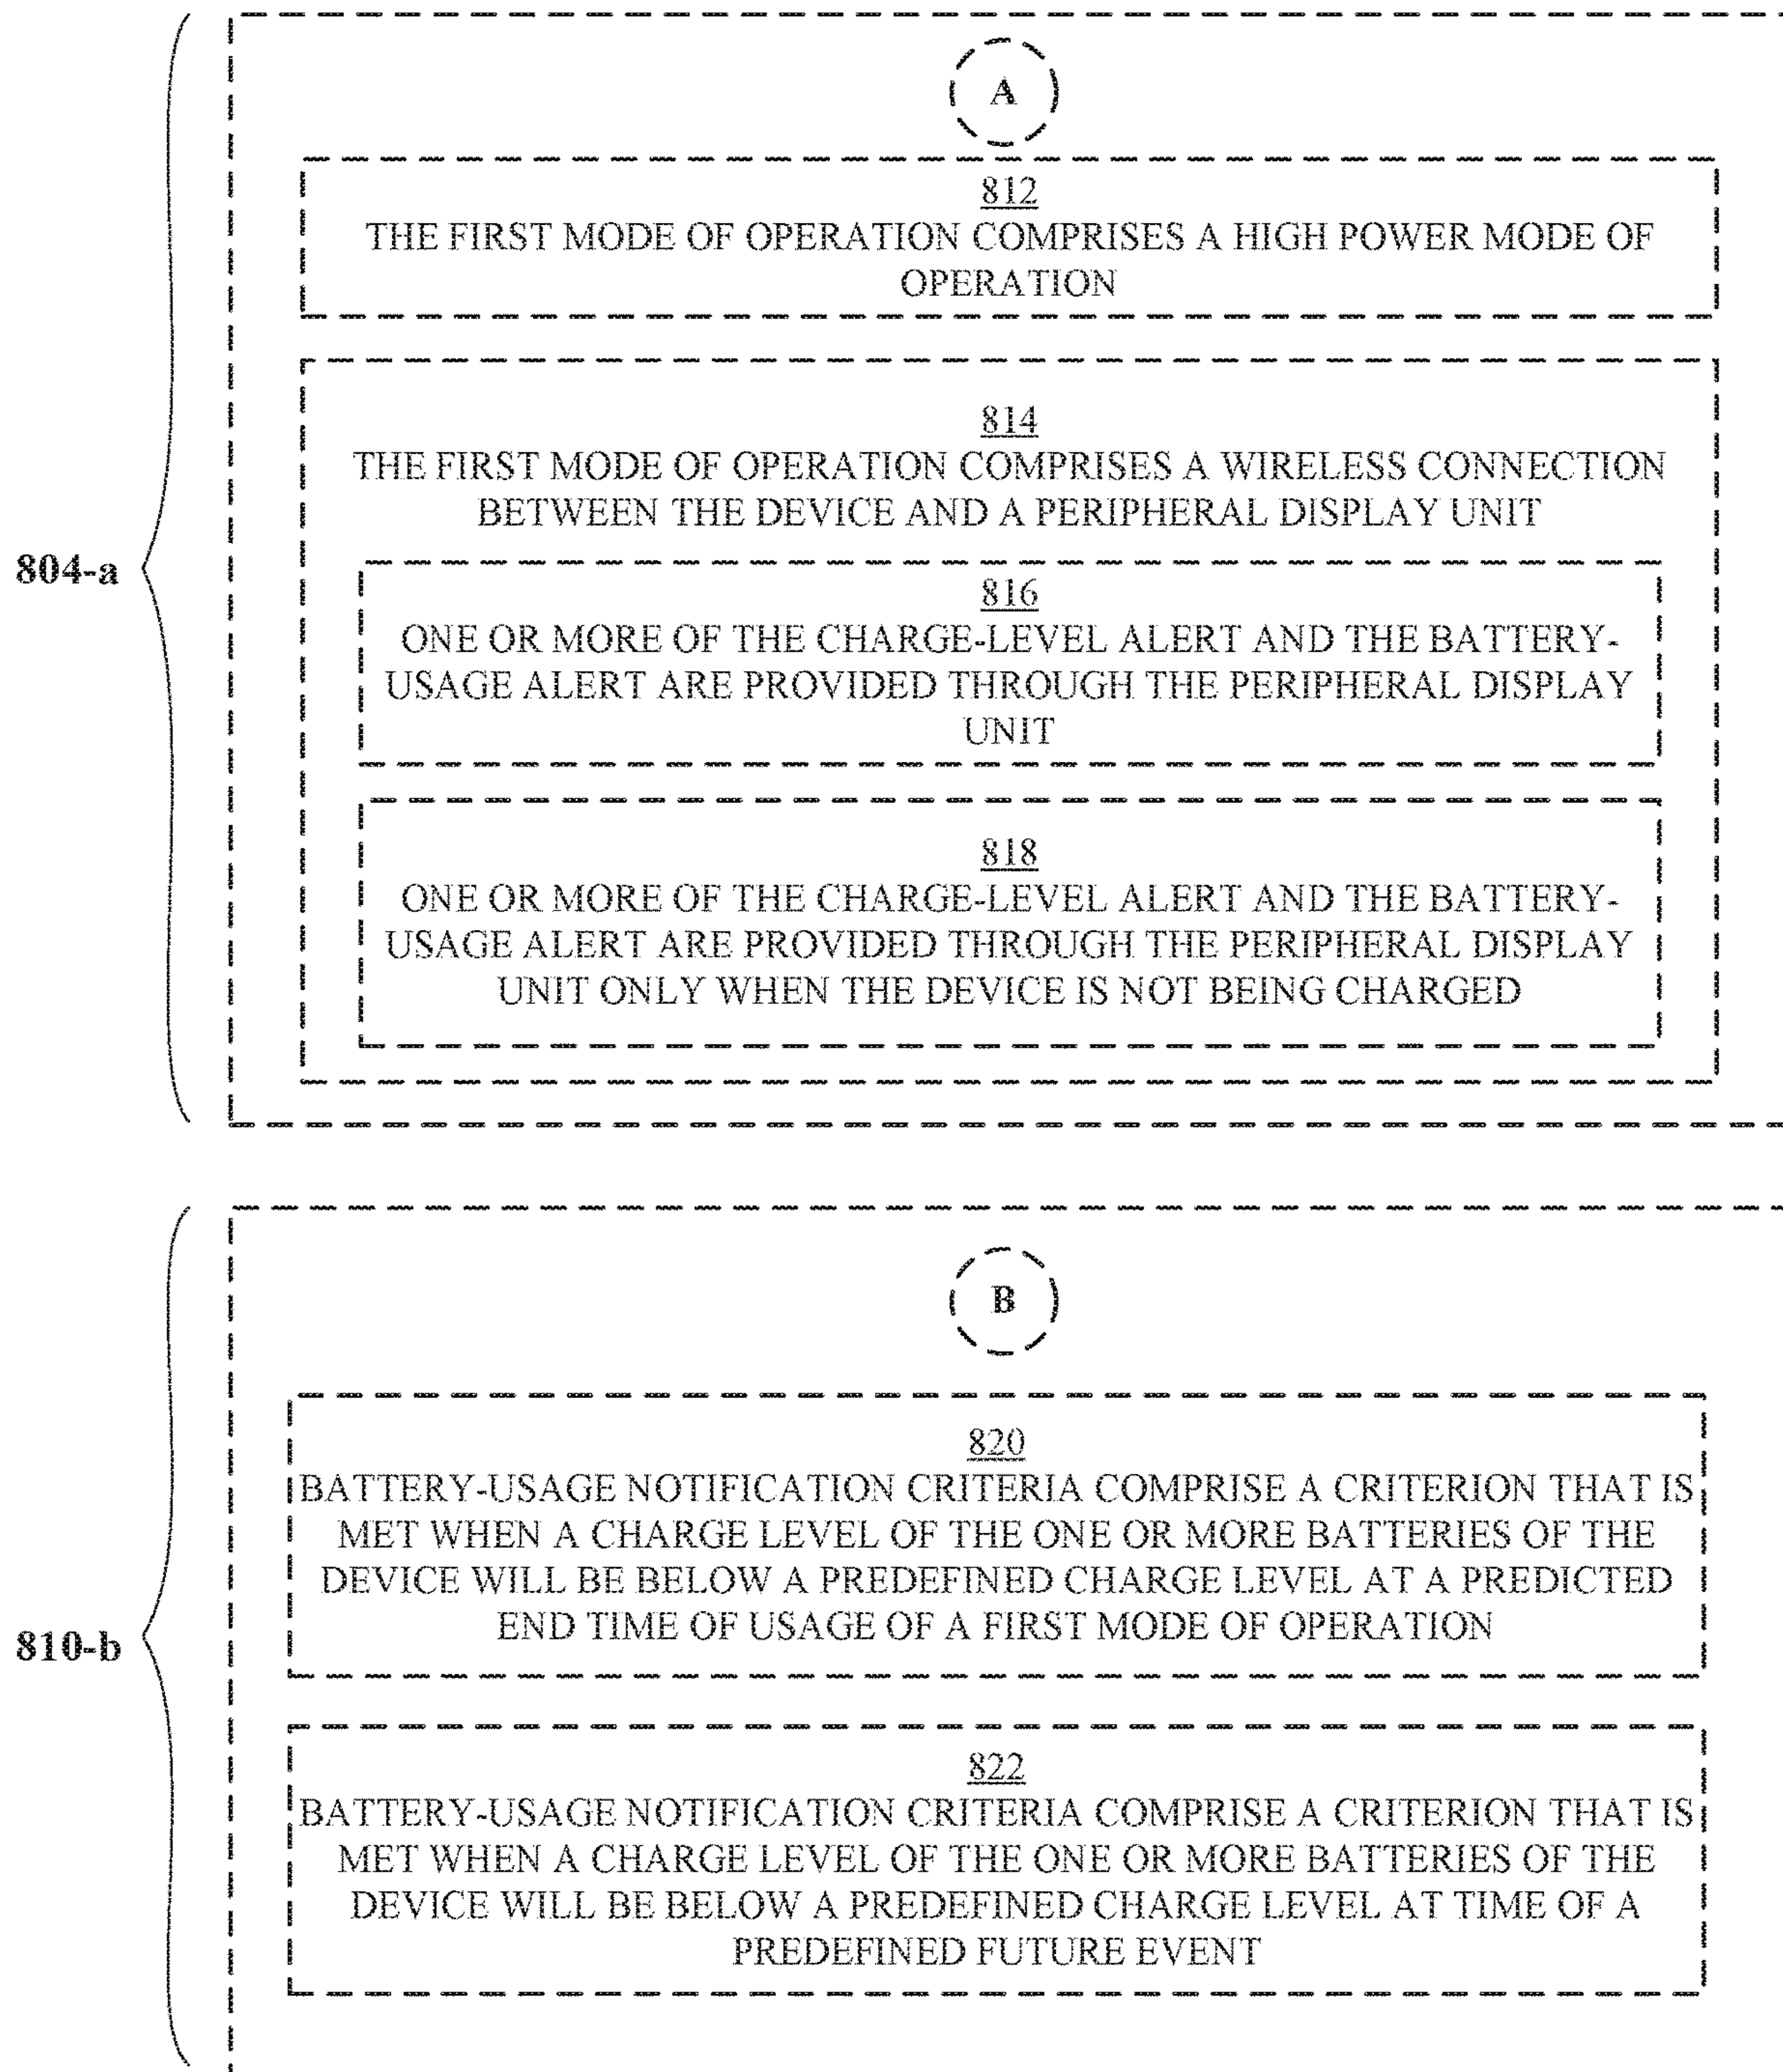 A
812
THE FIRST MODE OF OPERATION COMPRISES A HIGH POWER MODE OF
OPERATION
814
THE FIRST MODE OF OPERATION COMPRISES A WIRELESS CONNECTION
BETWEEN THE DEVICE AND A PERIPHERAL DISPLAY UNIT
804-a
816
ONE OR MORE OF THE CHARGE-LEVEL ALERT AND THE BATTERY-
USAGE ALERT ARE PROVIDED THROUGH THE PERIPHERAL DISPLAY
UNIT
818
ONE OR MORE OF THE CHARGE-LEVEL ALERT AND THE BATTERY-
USAGE ALERT ARE PROVIDED THROUGH THE PERIPHERAL DISPLAY
UNIT ONLY WHEN THE DEVICE IS NOT BEING CHARGED
B
820
BATTERY-USAGE NOTIFICATION CRITERIA COMPRISE A CRITERION THAT IS
MET WHEN A CHARGE LEVEL OF THE ONE OR MORE BATTERIES OF THE
DEVICE WILL BE BELOW A PREDEFINED CHARGE LEVEL AT A PREDICTED
END TIME OF USAGE OF A FIRST MODE OF OPERATION
810-b
822
BATTERY-USAGE NOTIFICATION CRITERIA COMPRISE A CRITERION THAT IS
MET WHEN A CHARGE LEVEL OF THE ONE OR MORE BATTERIES OF THE
DEVICE WILL BE BELOW A PREDEFINED CHARGE LEVEL AT TIME OF A
PREDEFINED FUTURE EVENT